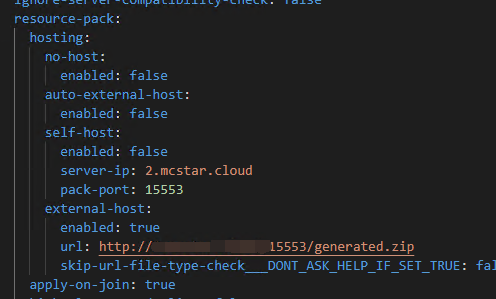 ignore-server-compatibility-check: false
resource-pack:
hosting:
no-host:
enabled: false
auto-external-host:
enabled: false
self-host:
enabled: false
server-ip: 2.mcstar.cloud
pack-port: 15553
external-host:
enabled: true
url: http://15553/generated.zip
skip-url-file-type-check___DONT_ASK_HELP_IF_SET_TRUE: fal
apply-on-join: true